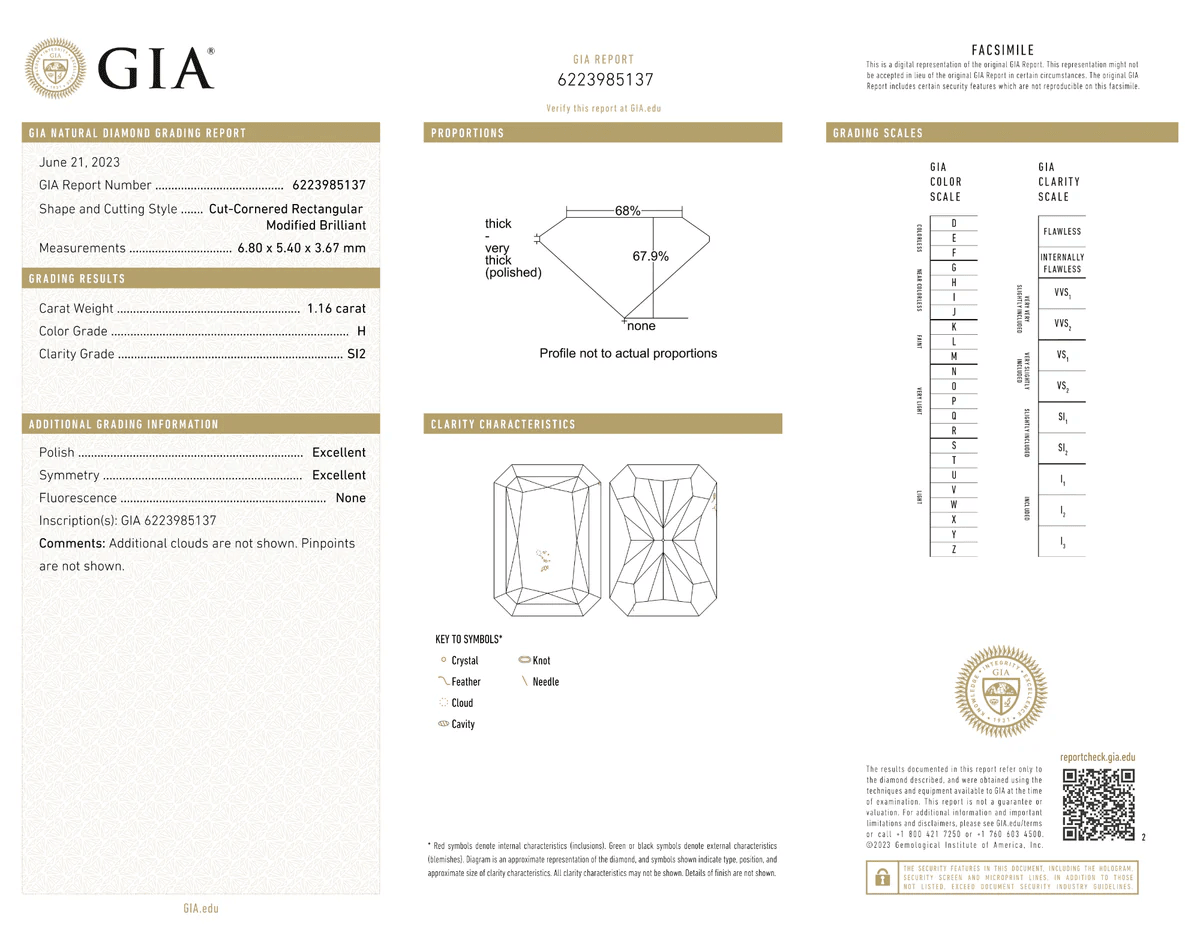 GIA®
GIA NATURAL DIAMOND GRADING REPORT
June 21, 2023
GIA Report Number ......................................... 6223985137
Shape and Cutting Style ....... Cut-Cornered Rectangular
Modified Brilliant
Measurements ................................ 6.80 x 5.40 x 3.67 mm
GRADING RESULTS
Carat Weight .......................................................... 1.16 carat
Color Grade ........................................................................... H
Clarity Grade ....................................................................... SI2
ADDITIONAL GRADING INFORMATION
Polish ....................................................................... Excellent
Symmetry ............................................................... Excellent
Fluorescence ................................................................. None
Inscription(s): GIA 6223985137
Comments: Additional clouds are not shown. Pinpoints
are not shown.
GIA.edu
GIA REPORT
6223985137
Verify this report at GIA.edu
PROPORTIONS
68%
thick
-
very
thick
(polished)
67.9%
none
Profile not to actual proportions
CLARITY CHARACTERISTICS
KEY TO SYMBOLS*
Crystal
Knot
Feather
Needle
Cloud
Cavity
* Red symbols denote internal characteristics (inclusions). Green or black symbols denote external characteristics
(blemishes). Diagram is an approximate representation of the diamond, and symbols shown indicate type, position, and
approximate size of clarity characteristics. All clarity characteristics may not be shown. Details of finish are not shown.
FACSIMILE
This is a digital representation of the original GIA Report. This representation might not
be accepted in lieu of the original GIA Report in certain circumstances. The original GIA
Report includes certain security features which are not reproducible on this facsimile.
GRADING SCALES
GIA
COLOR
SCALE
COLORLESS
D
E
F
NEAR COLORLESS
G
H
I
J
FAINT
K
L
M
VERY LIGHT
N
O
P
Q
R
LIGHT
S
T
U
V
W
X
Y
Z
GIA
CLARITY
SCALE
FLAWLESS
INTERNALLY
FLAWLESS
VERY VERY
SLIGHTLY INCLUDED
VVS1
VVS2
VERY SLIGHTLY
INCLUDED
VS1
VS2
SLIGHTLY INCLUDED
SI1
SI2
INCLUDED
I1
I2
I3
INTEGRITY
EXCELLENCE
1931
KNOWLEDGE
GIA
reportcheck.gia.edu
The results documented in this report refer only to
the diamond described, and were obtained using the
techniques and equipment available to GIA at the time
of examination. This report is not a guarantee or
valuation. For additional information and important
limitations and disclaimers, please see GIA.edu/terms
or call +1 800 421 7250 or +1 760 603 4500.
©2023 Gemological Institute of America, Inc.
2
THE SECURITY FEATURES IN THIS DOCUMENT, INCLUDING THE HOLOGRAM,
SECURITY SCREEN AND MICROPRINT LINES, IN ADDITION TO THOSE
NOT LISTED, EXCEED DOCUMENT SECURITY INDUSTRY GUIDELINES.